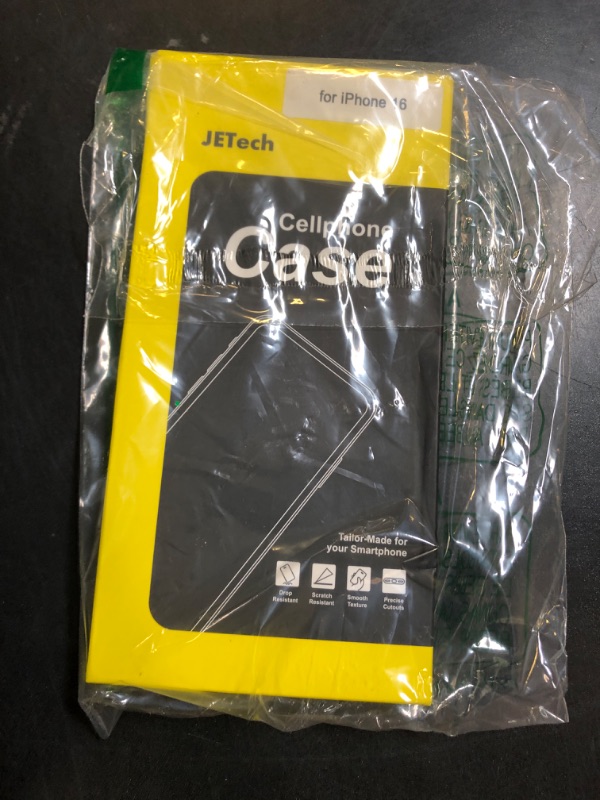 for iPhone 16
JETech
Cellphone
Case
Tailor-Made for
your Smartphone
Drop
Resistant
Scratch
Resistant
Smooth
Texture
Precise
Cutouts